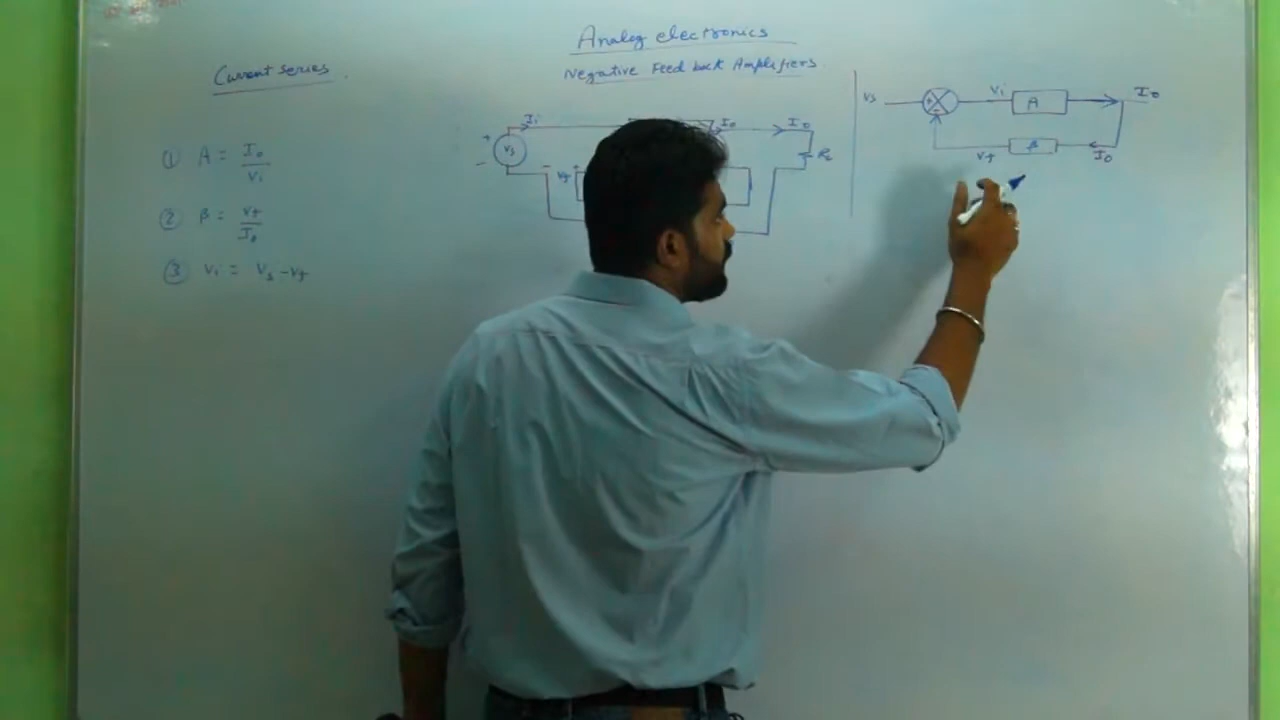 Analog electronics
Negative Feed back Amplifiers
Current series
① A = Io / Vi
② β = Vf / Io
③ Vi = Vs - Vf
Ii
Io
Io
+
Vs
-
- Vf +
RL
Vs
+
-
Vi
A
Io
Vf
β
Io